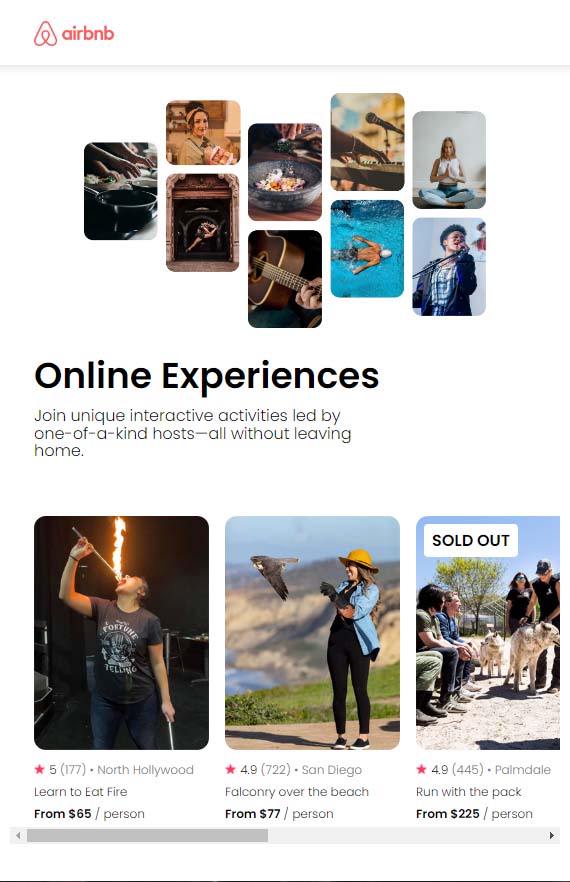 airbnb
Online Experiences
Join unique interactive activities led by
one-of-a-kind hosts—all without leaving
home.
SOLD OUT
FORTUNE
TELLING
5 (177) • North Hollywood
4.9 (722) • San Diego
4.9 (445) • Palmdale
Learn to Eat Fire
Falconry over the beach
Run with the pack
From $65 / person
From $77 / person
From $225 / person